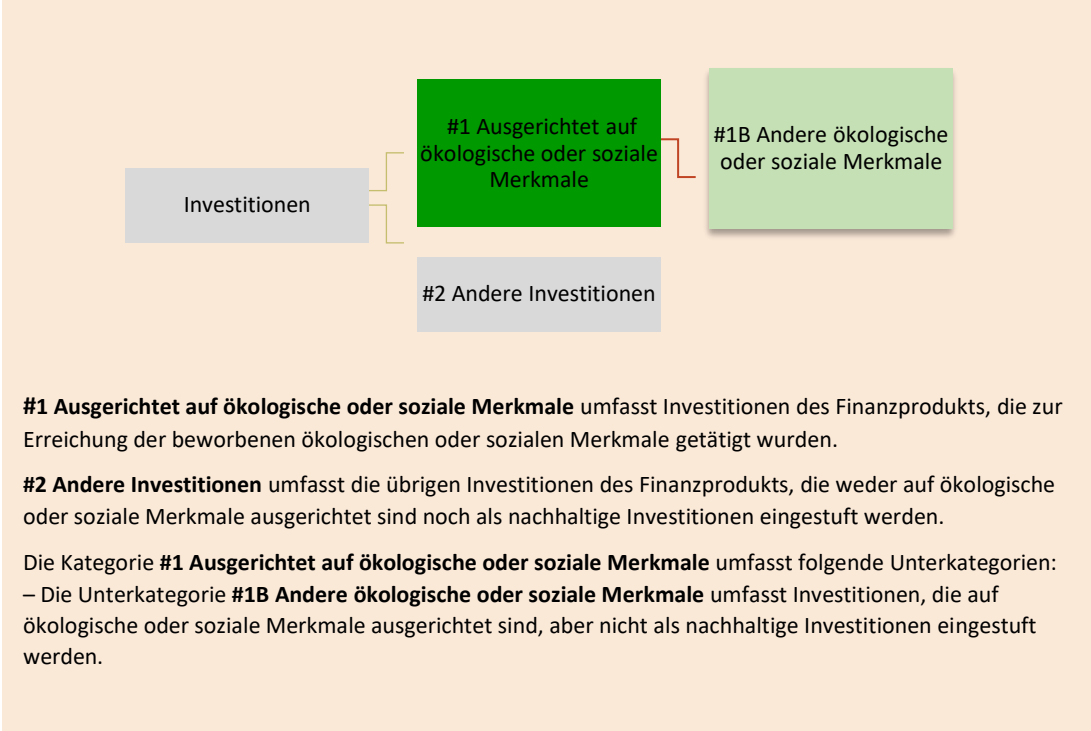 #1 Ausgerichtet auf
ökologische oder soziale
Merkmale
#1B Andere ökologische
oder soziale Merkmale
Investitionen
#2 Andere Investitionen
#1 Ausgerichtet auf ökologische oder soziale Merkmale umfasst Investitionen des Finanzprodukts, die zur
Erreichung der beworbenen ökologischen oder sozialen Merkmale getätigt wurden.
#2 Andere Investitionen umfasst die übrigen Investitionen des Finanzprodukts, die weder auf ökologische
oder soziale Merkmale ausgerichtet sind noch als nachhaltige Investitionen eingestuft werden.
Die Kategorie #1 Ausgerichtet auf ökologische oder soziale Merkmale umfasst folgende Unterkategorien:
– Die Unterkategorie #1B Andere ökologische oder soziale Merkmale umfasst Investitionen, die auf
ökologische oder soziale Merkmale ausgerichtet sind, aber nicht als nachhaltige Investitionen eingestuft
werden.